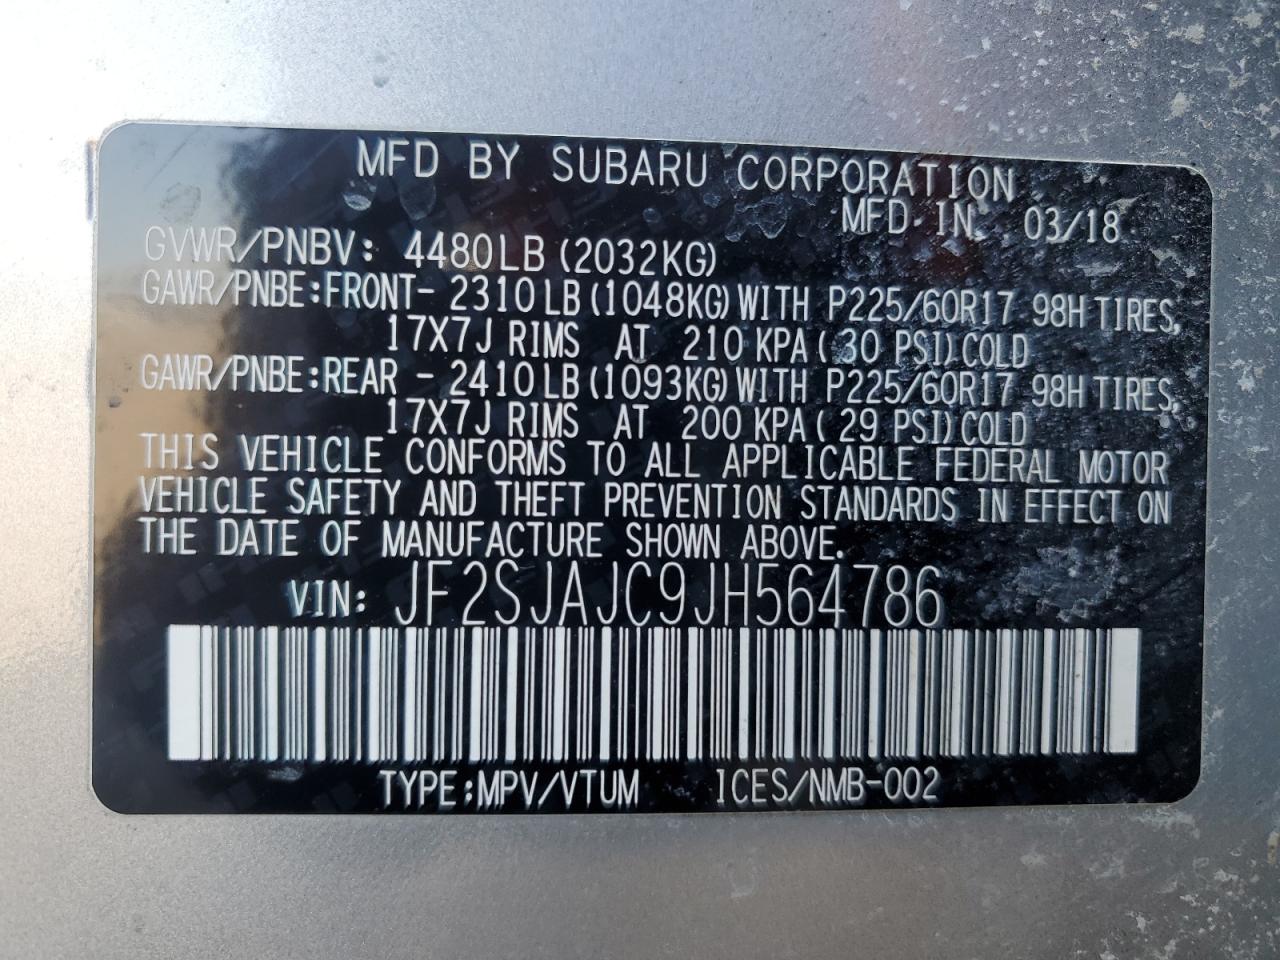 MFD BY SUBARU CORPORATION
MFD IN. 03/18
GVWR/PNBV: 4480LB (2032KG)
GAWR/PNBE:FRONT- 2310LB(1048KG)WITH P225/60R17 98H TIRES,
17X7J RIMS AT 210 KPA( 30 PSI)COLD
GAWR/PNBE:REAR - 2410LB(1093KG)WITH P225/60R17 98H TIRES,
17X7J RIMS AT 200 KPA( 29 PSI)COLD
THIS VEHICLE CONFORMS TO ALL APPLICABLE FEDERAL MOTOR
VEHICLE SAFETY AND THEFT PREVENTION STANDARDS IN EFFECT ON
THE DATE OF MANUFACTURE SHOWN ABOVE.
VIN: JF2SJAJC9JH564786
TYPE:MPV/VTUM ICES/NMB-002